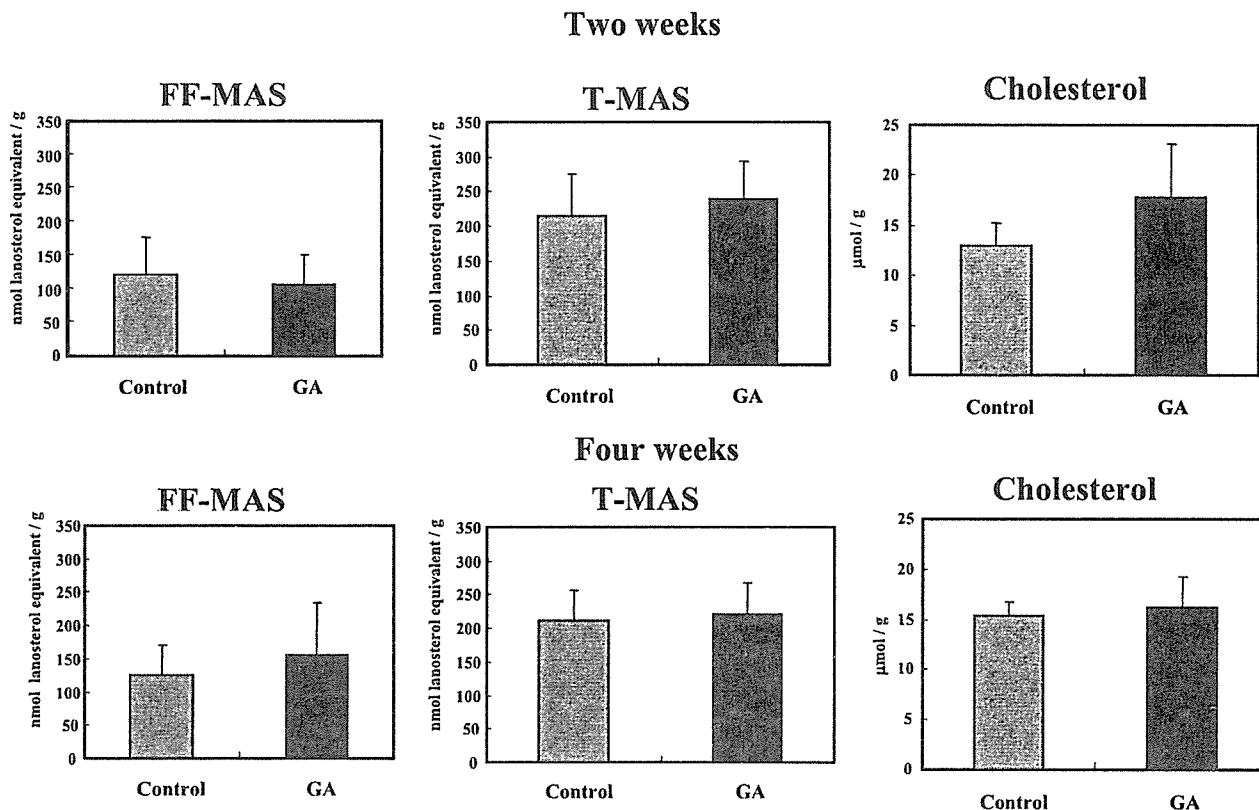 Two weeks
FF-MAS
nmol lanosterol equivalent / g
350
300
250
200
150
100
50
0
Control GA
T-MAS
nmol lanosterol equivalent / g
350
300
250
200
150
100
50
0
Control GA
Cholesterol
µmol / g
25
20
15
10
5
0
Control GA
Four weeks
FF-MAS
nmol lanosterol equivalent / g
350
300
250
200
150
100
50
0
Control GA
T-MAS
nmol lanosterol equivalent / g
350
300
250
200
150
100
50
0
Control GA
Cholesterol
µmol / g
25
20
15
10
5
0
Control GA